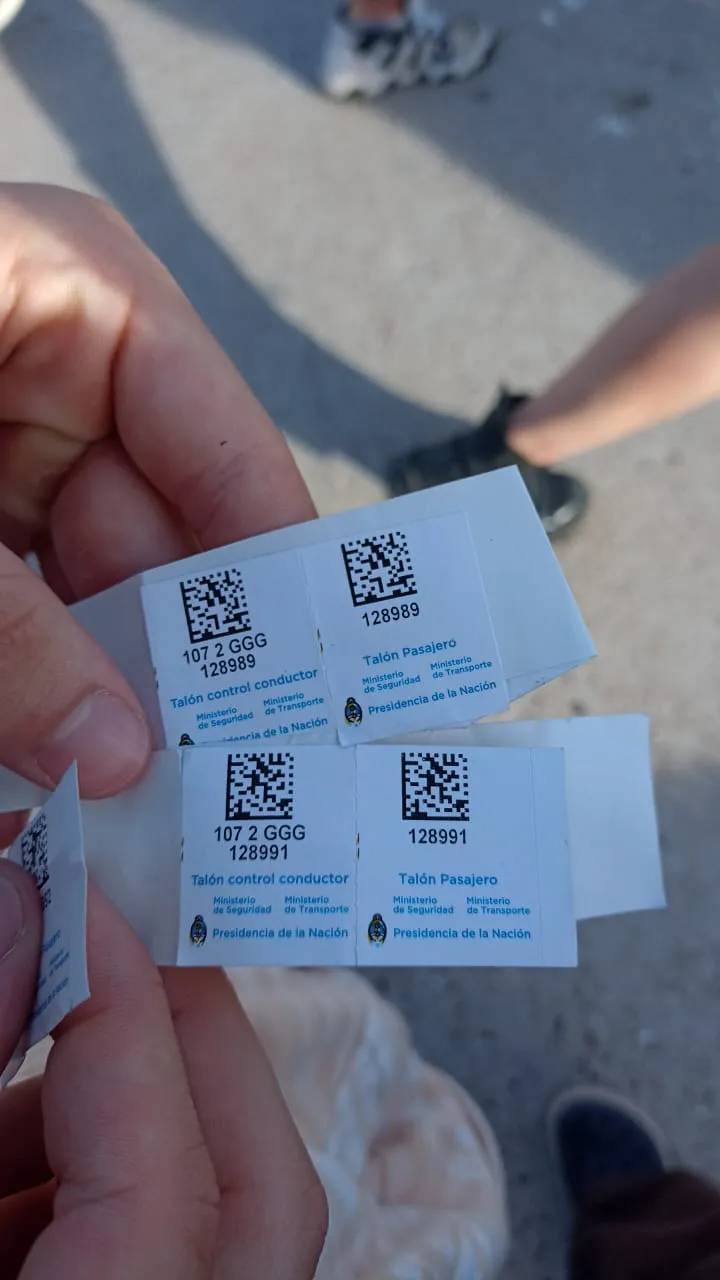 107 2 GGG
128989
Talón control conductor
Ministerio
de Seguridad
Ministerio
de Transporte
de la Nación
128989
Talón Pasajero
Ministerio
de Seguridad
Ministerio
de Transporte
Presidencia de la Nación
107 2 GGG
128991
Talón control conductor
Ministerio
de Seguridad
Ministerio
de Transporte
Presidencia de la Nación
128991
Talón Pasajero
Ministerio
de Seguridad
Ministerio
de Transporte
Presidencia de la Nación